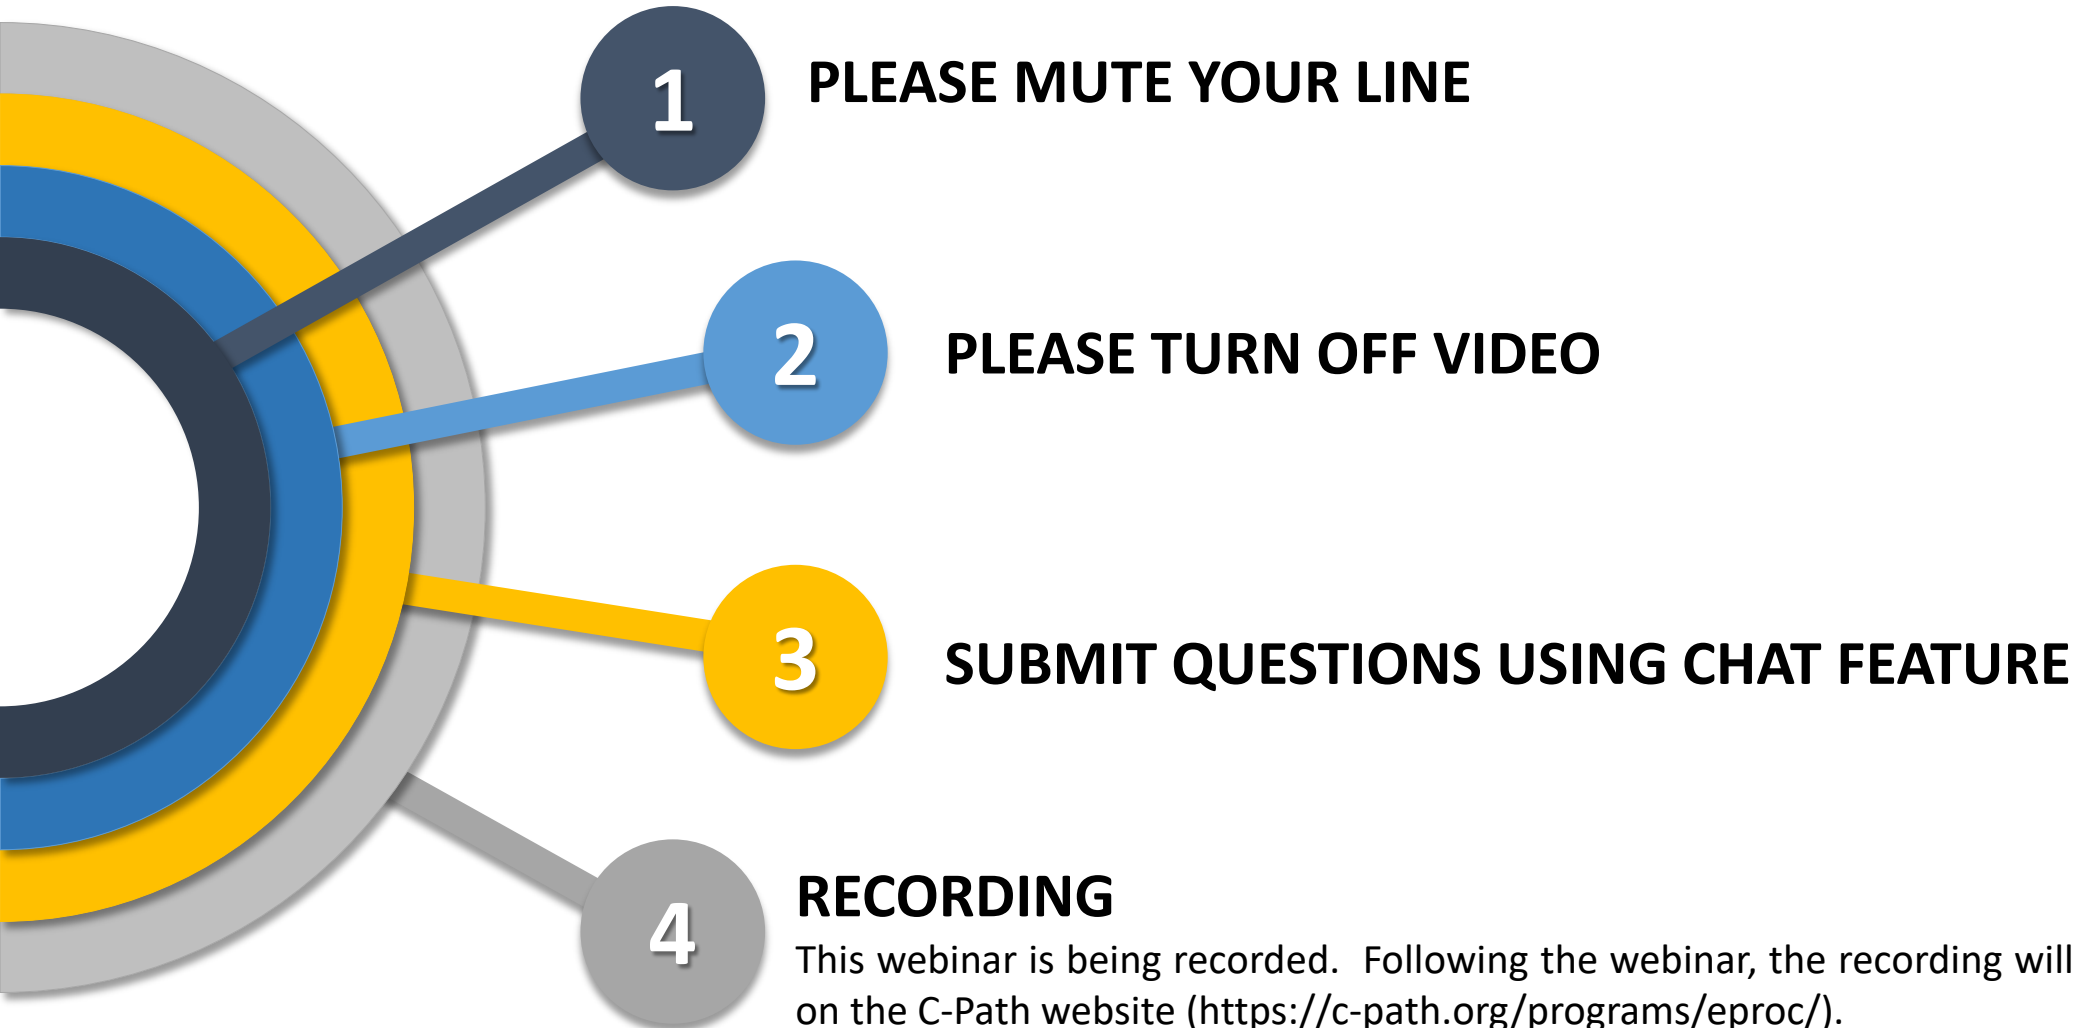 1
PLEASE MUTE YOUR LINE
2
PLEASE TURN OFF VIDEO
3
SUBMIT QUESTIONS USING CHAT FEATURE
4
RECORDING
This webinar is being recorded. Following the webinar, the recording will
on the C-Path website (https://c-path.org/programs/eproc/).